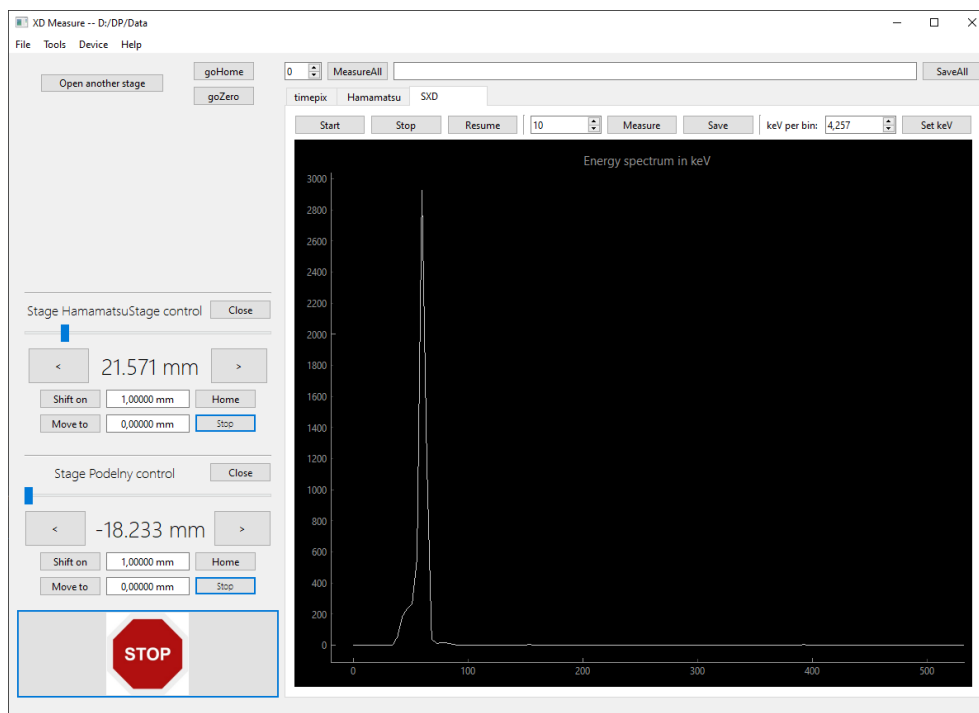 XD Measure -- D:/DP/Data
File Tools Device Help
Open another stage
goHome
goZero
0 MeasureAll SaveAll
timepix Hamamatsu SXD
Start Stop Resume 10 Measure Save keV per bin: 4,257 Set keV
Energy spectrum in keV
3000
2800
2600
2400
2200
2000
1800
1600
1400
1200
1000
800
600
400
200
0
0 100 200 300 400 500
Stage HamamatsuStage control Close
< 21.571 mm >
Shift on 1,00000 mm Home
Move to 0,00000 mm Stop
Stage Podelny control Close
< -18.233 mm >
Shift on 1,00000 mm Home
Move to 0,00000 mm Stop
STOP